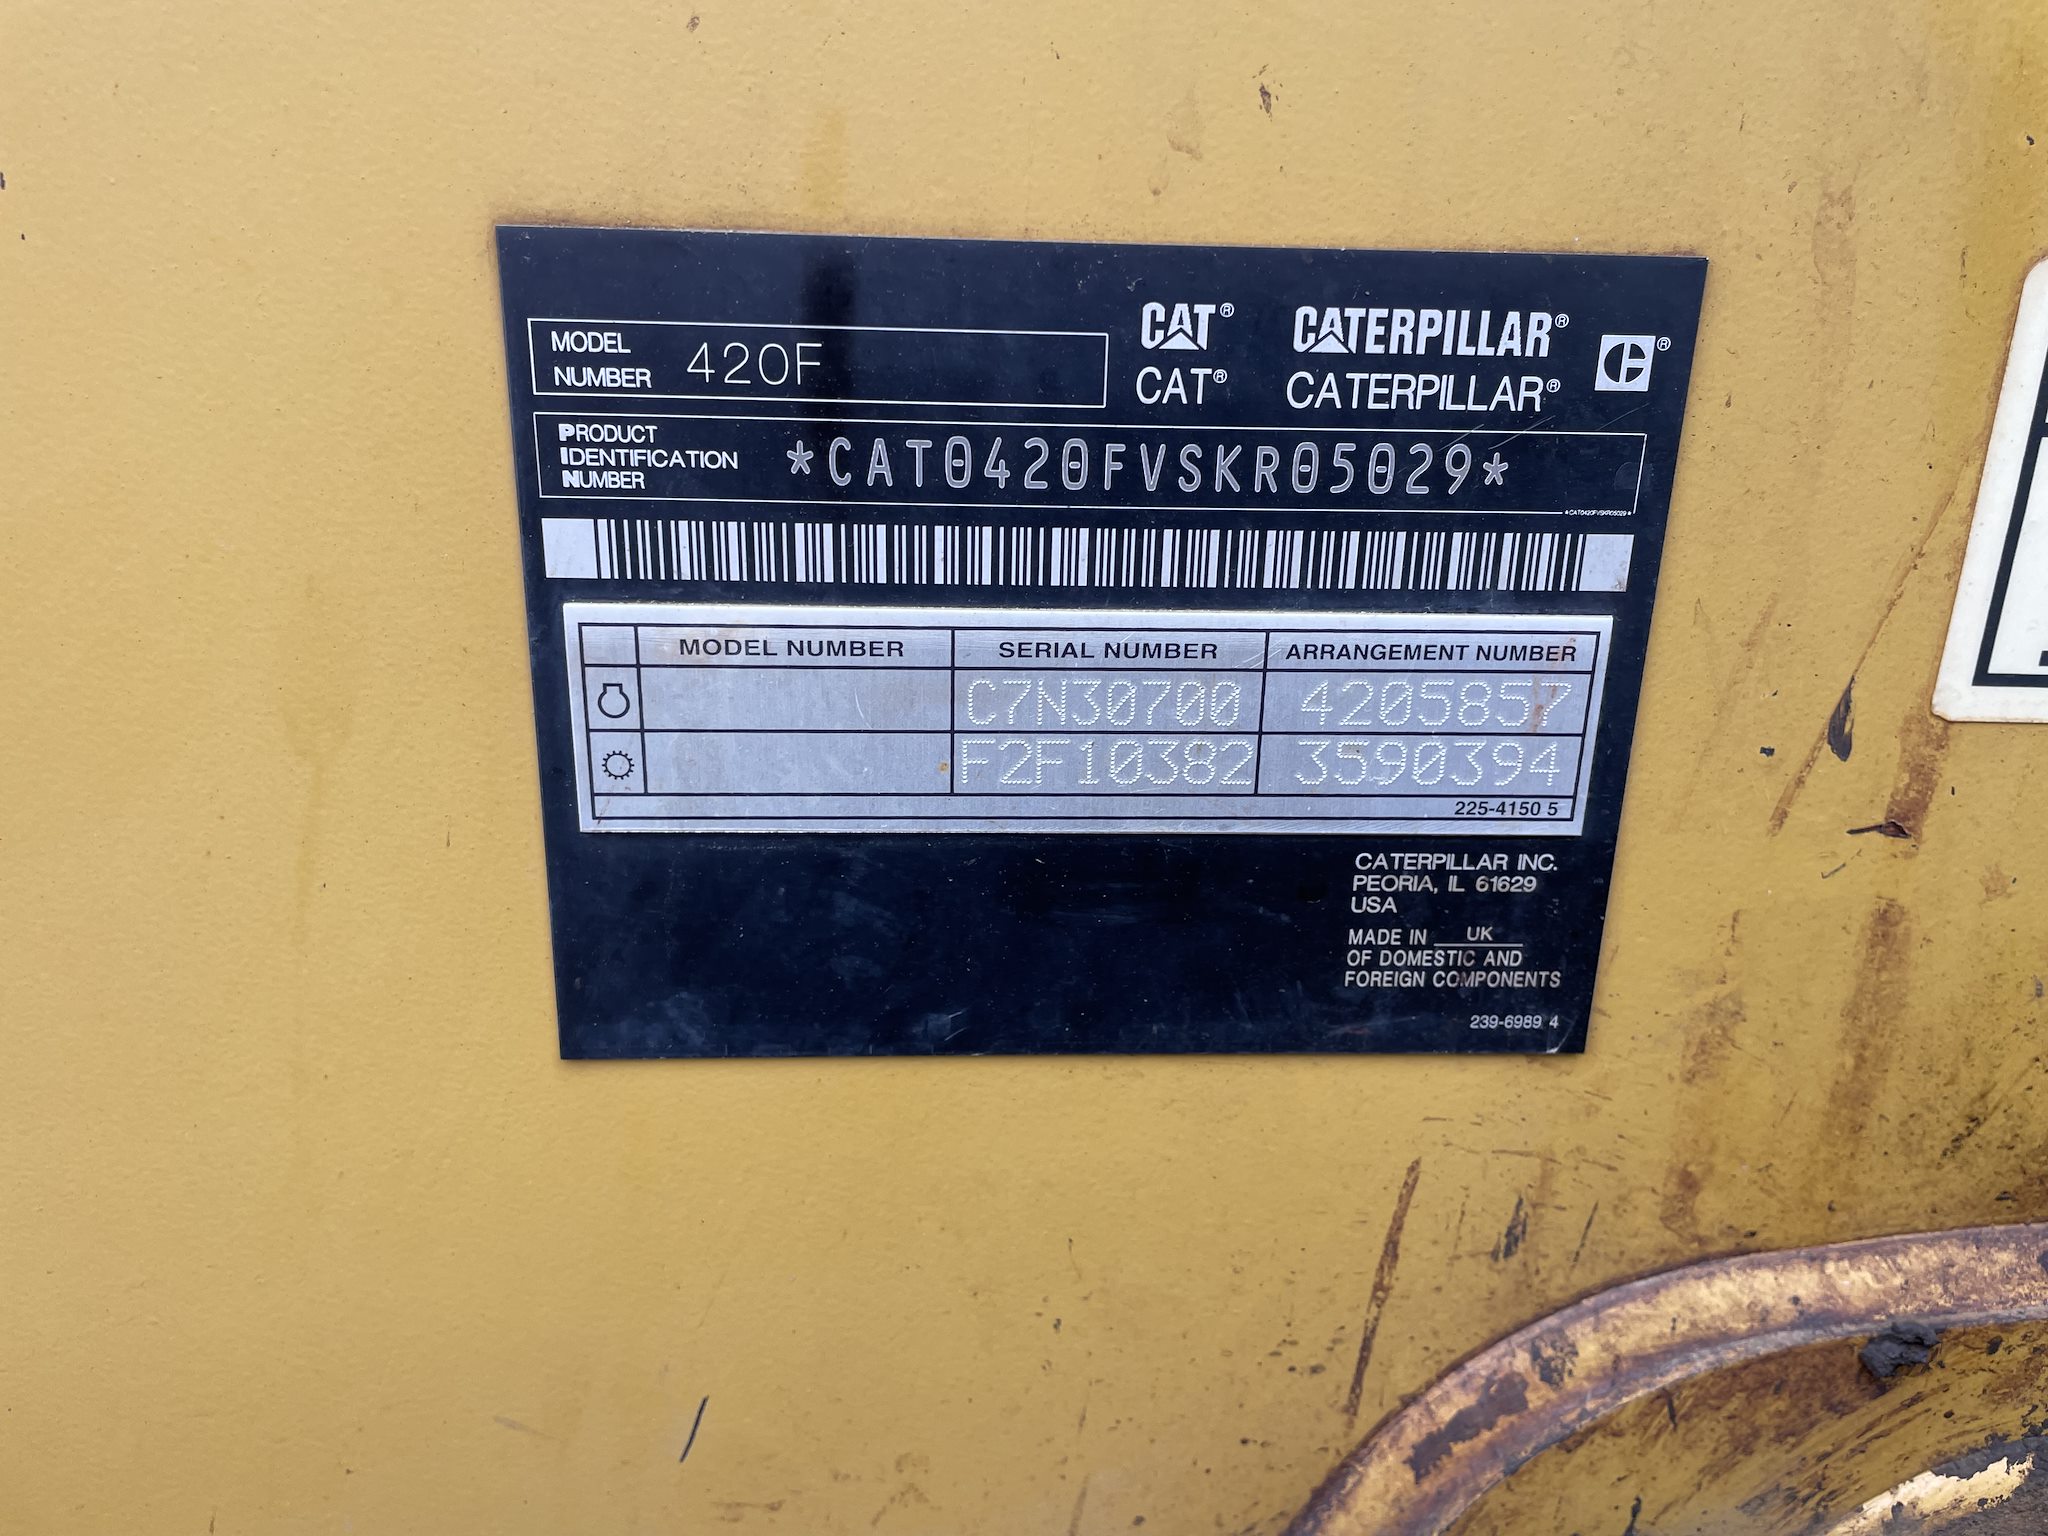 MODEL
NUMBER 420F
CAT® CATERPILLAR®
CAT® CATERPILLAR® ®
PRODUCT
IDENTIFICATION
NUMBER
*CAT0420FVSKR05029*
*CAT0420FVSKR05029*
MODEL NUMBER SERIAL NUMBER ARRANGEMENT NUMBER
C7N30700 4205857
F2F10382 3590394
225-4150 5
CATERPILLAR INC.
PEORIA, IL 61629
USA
MADE IN UK
OF DOMESTIC AND
FOREIGN COMPONENTS
239-6989 4